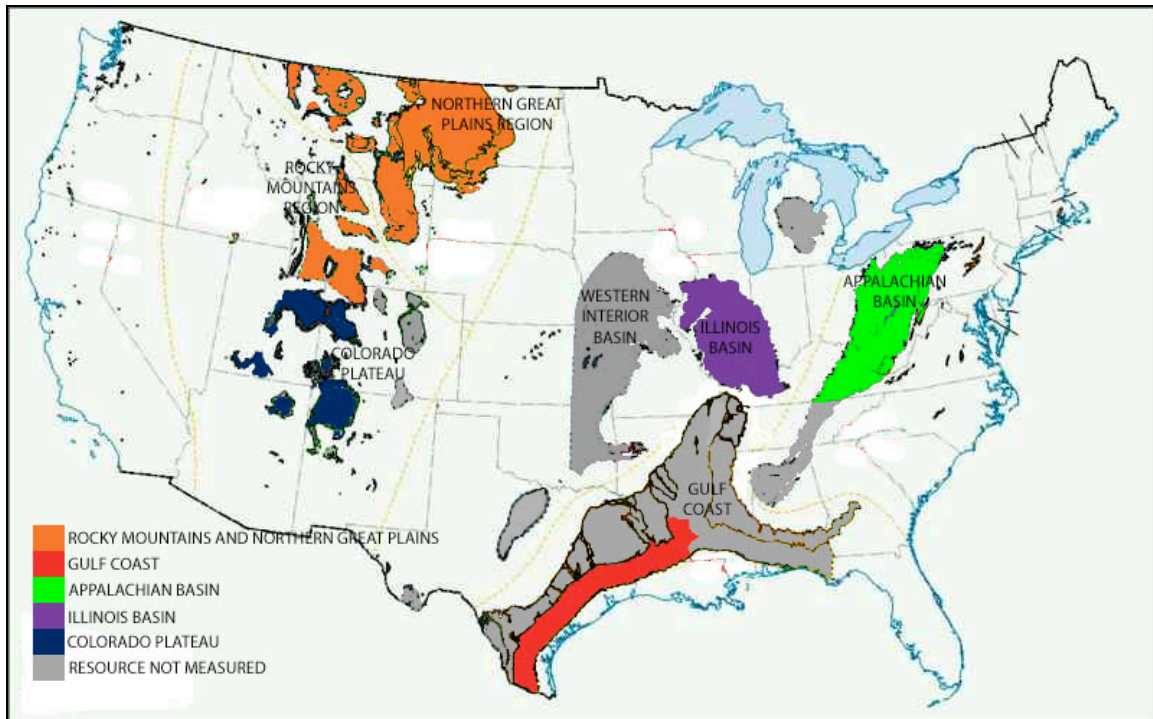 NORTHERN GREAT
PLAINS REGION
ROCKY
MOUNTAINS
REGION
APPALACHIAN
BASIN
WESTERN
INTERIOR
BASIN
ILLINOIS
BASIN
COLORADO
PLATEAU
GULF
COAST
ROCKY MOUNTAINS AND NORTHERN GREAT PLAINS
GULF COAST
APPALACHIAN BASIN
ILLINOIS BASIN
COLORADO PLATEAU
RESOURCE NOT MEASURED